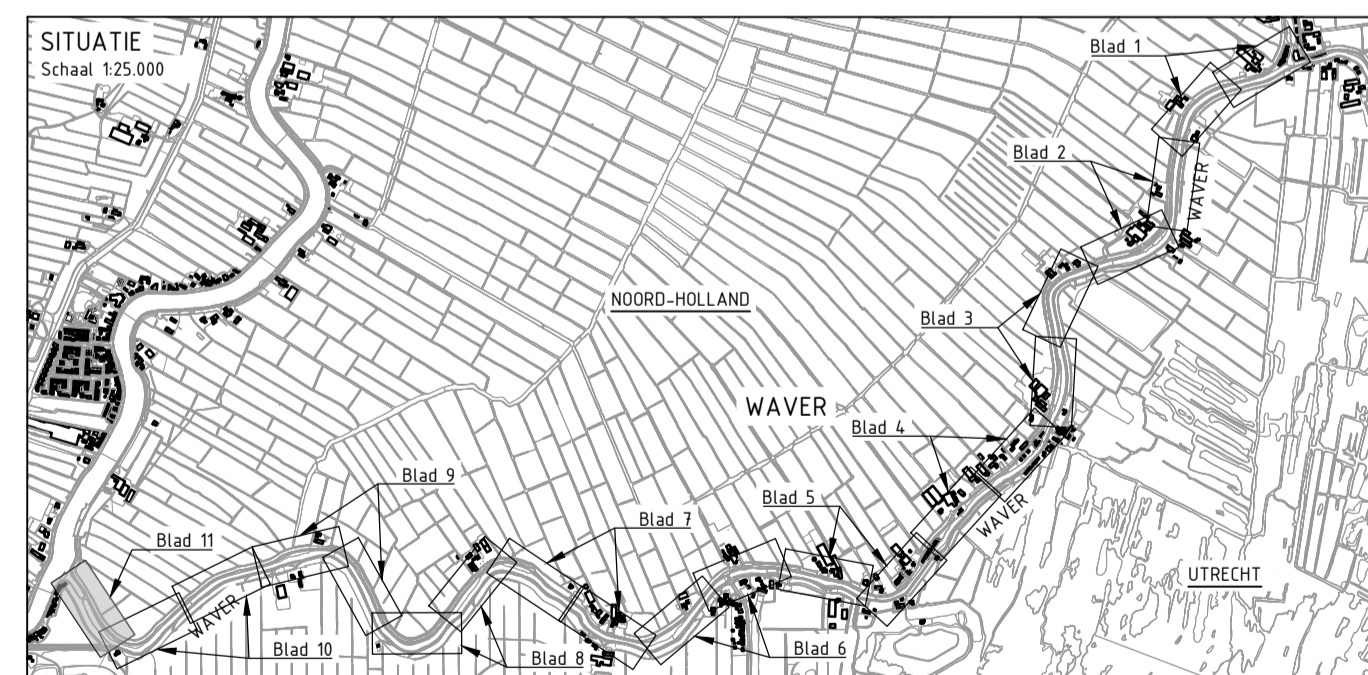 SITUATIE
Schaal 1:25.000
Blad 1
Blad 2
WAVER
NOORD-HOLLAND
Blad 3
WAVER
Blad 4
Blad 9
Blad 5
Blad 7
WAVER
Blad 11
UTRECHT
WAVER
Blad 10
Blad 8
Blad 6